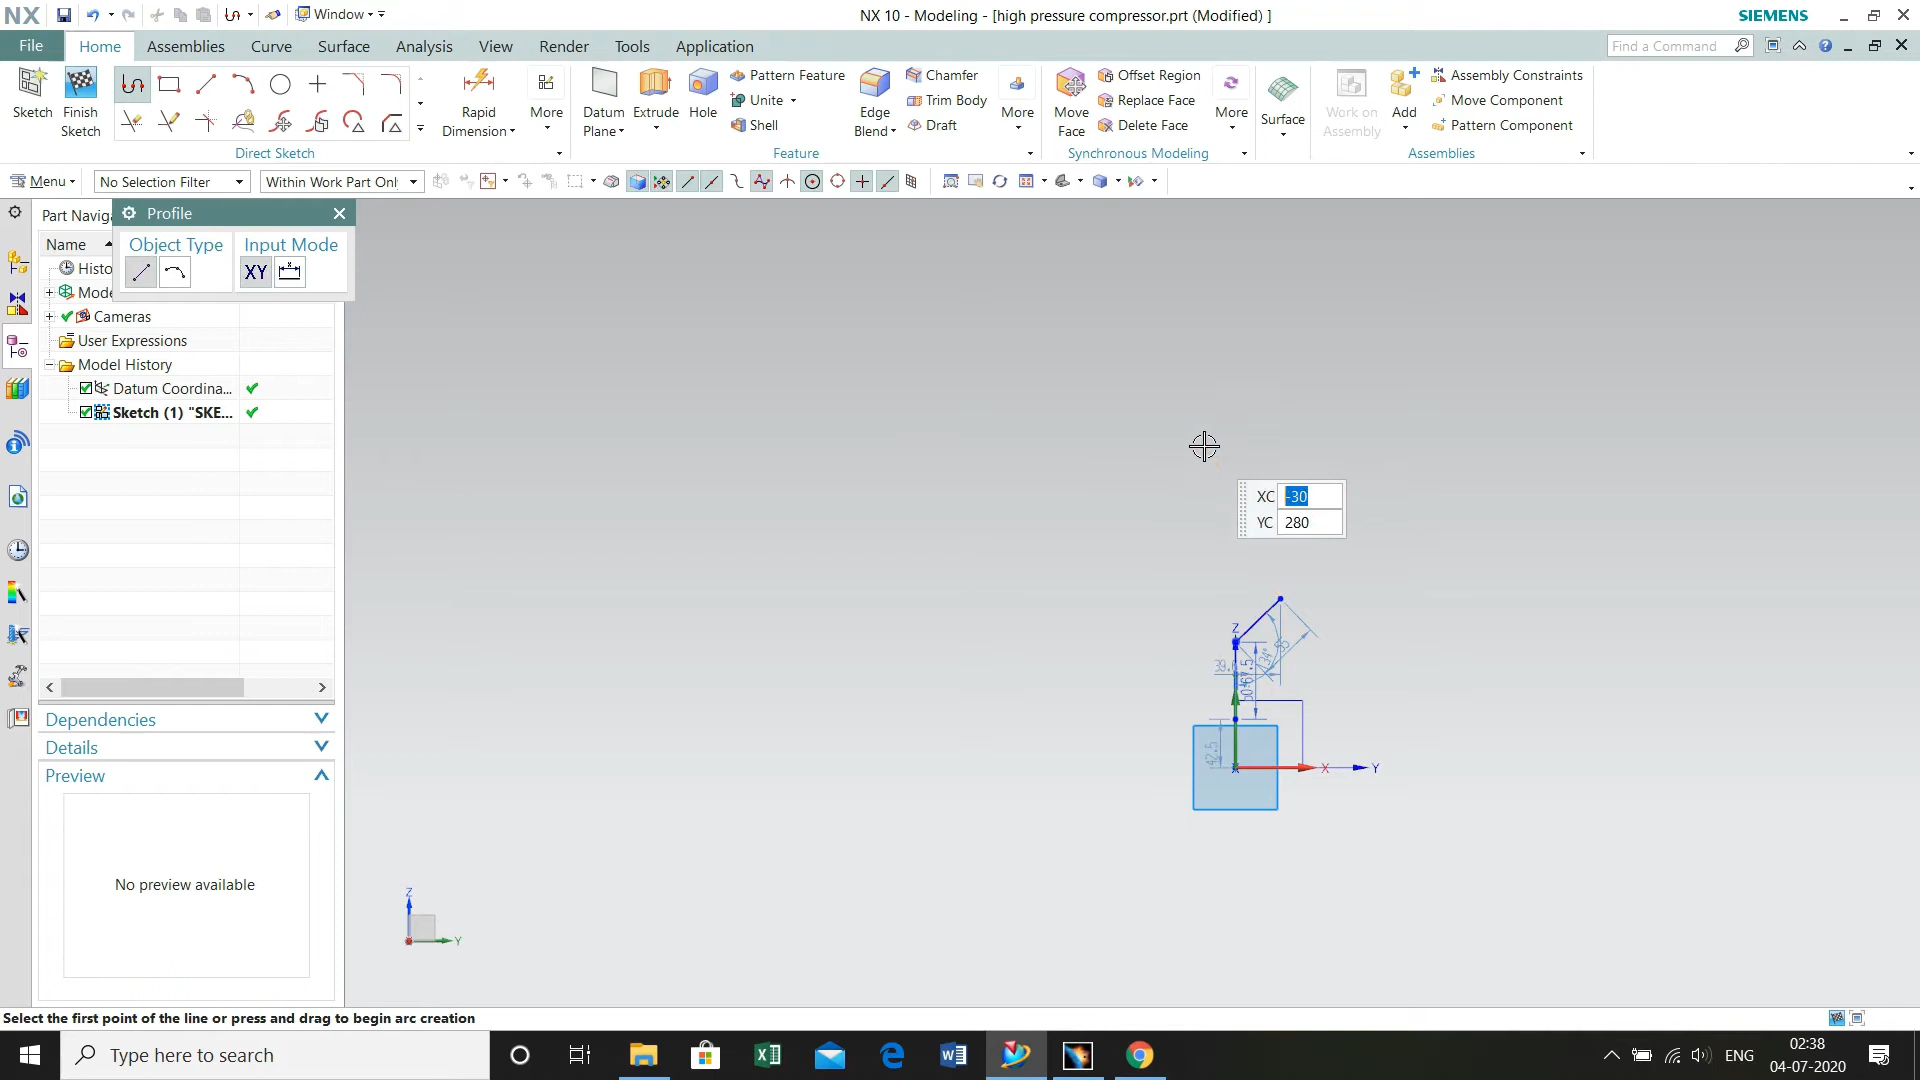 NX
Window
NX 10 - Modeling - [high pressure compressor.prt (Modified) ]
SIEMENS
File
Home
Assemblies
Curve
Surface
Analysis
View
Render
Tools
Application
Find a Command
Sketch
Finish
Sketch
Rapid
Dimension
More
Datum
Plane
Extrude
Hole
Pattern Feature
Unite
Shell
Edge
Blend
Chamfer
Trim Body
Draft
More
Move
Face
Offset Region
Replace Face
Delete Face
More
Surface
Work on
Assembly
Add
Assembly Constraints
Move Component
Pattern Component
Direct Sketch
Feature
Synchronous Modeling
Assemblies
Menu
No Selection Filter
Within Work Part Onl
Part Naviga
Profile
Object Type
Input Mode
XY
Name
Histo
Mode
Cameras
User Expressions
Model History
Datum Coordina...
Sketch (1) "SKE...
XC -30
YC 280
Z
42.5
X
X
Y
Dependencies
Details
Preview
No preview available
Z
Y
Select the first point of the line or press and drag to begin arc creation
Type here to search
ENG
02:38
04-07-2020